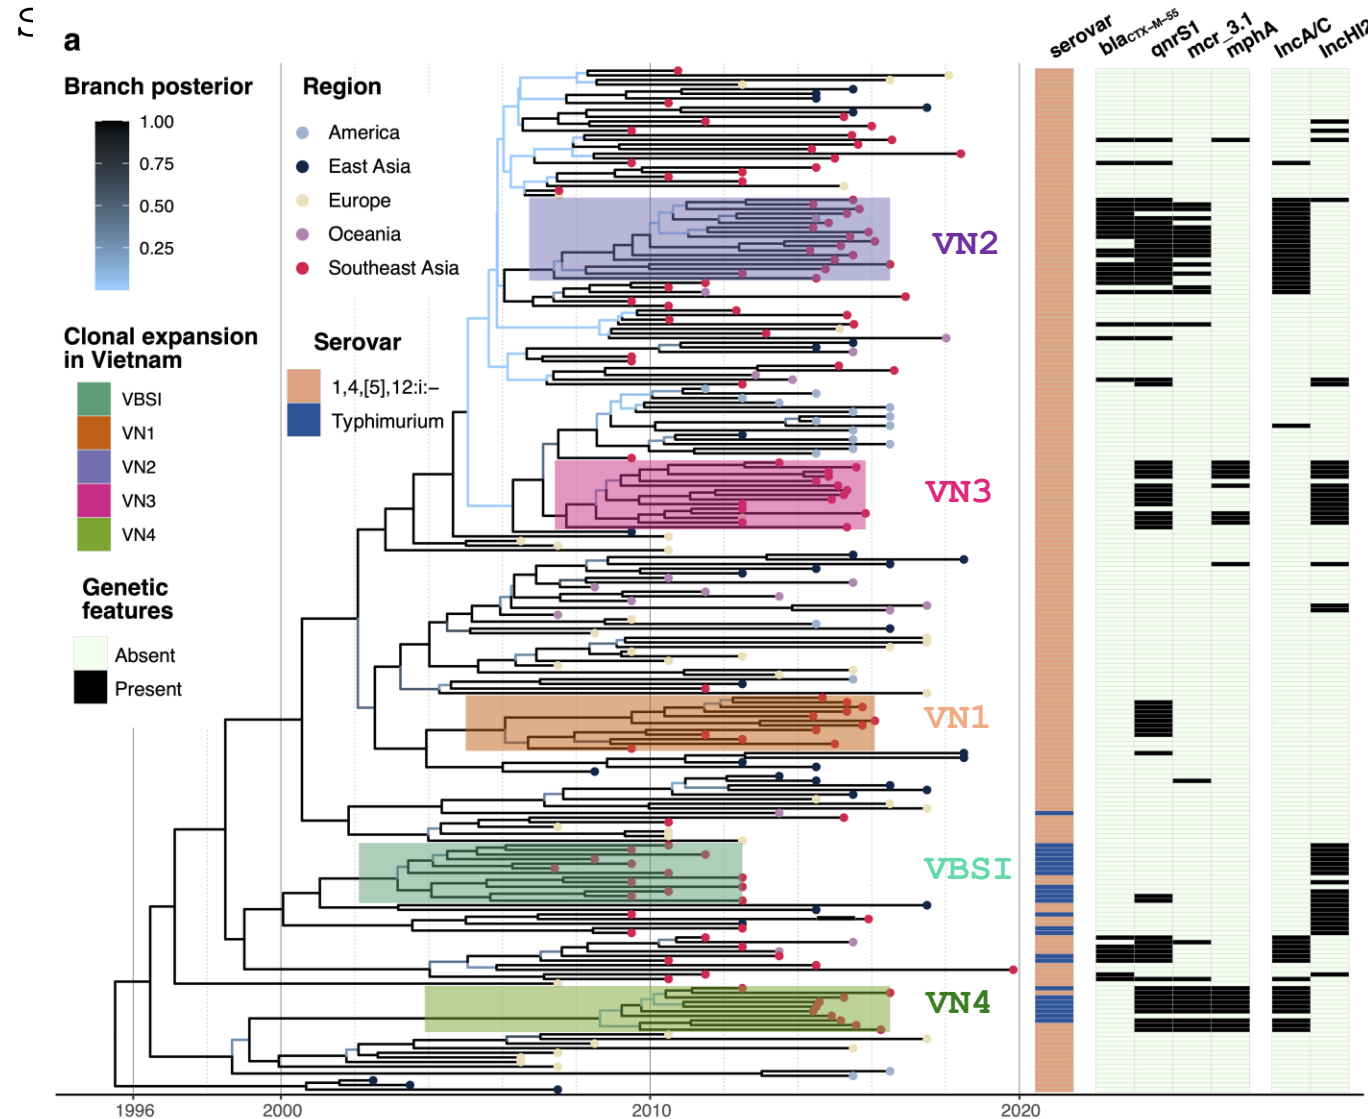 a
serovar
blaCTX–M–55
qnrS1
mcr_3.1
mphA
IncA/C
IncHI2
Branch posterior
1.00
0.75
0.50
0.25
Region
America
East Asia
Europe
Oceania
Southeast Asia
Clonal expansion
in Vietnam
VBSI
VN1
VN2
VN3
VN4
Serovar
1,4,[5],12:i:–
Typhimurium
Genetic
features
Absent
Present
VN2
VN3
VN1
VBSI
VN4
1996
2000
2010
2020